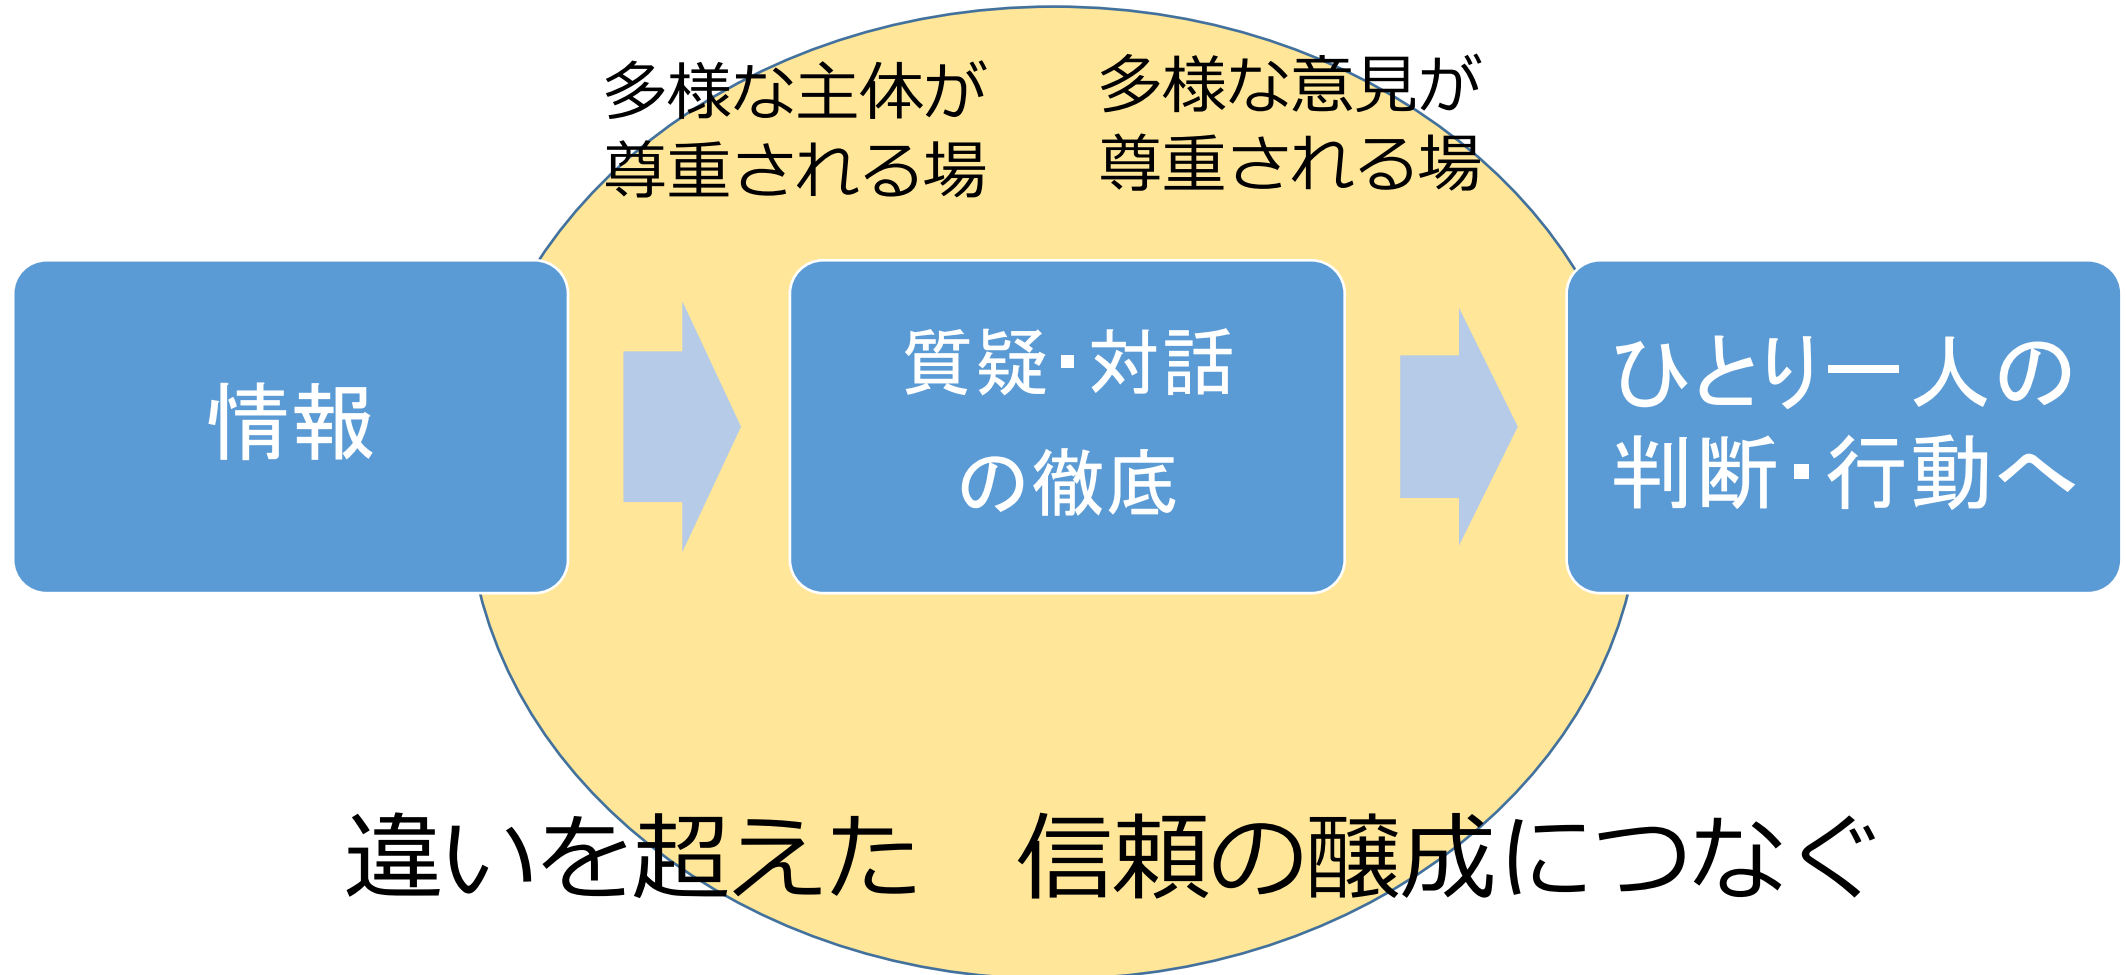 多様な主体が
尊重される場
多様な意見が
尊重される場
情報
質疑・対話
の徹底
ひとり一人の
判断・行動へ
違いを超えた　信頼の醸成につなぐ